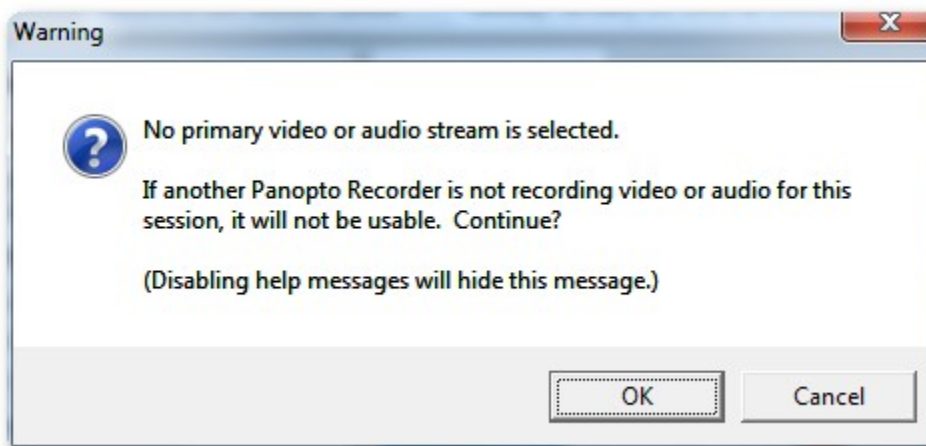 Warning
No primary video or audio stream is selected.
If another Panopto Recorder is not recording video or audio for this
session, it will not be usable.  Continue?
(Disabling help messages will hide this message.)
OK
Cancel